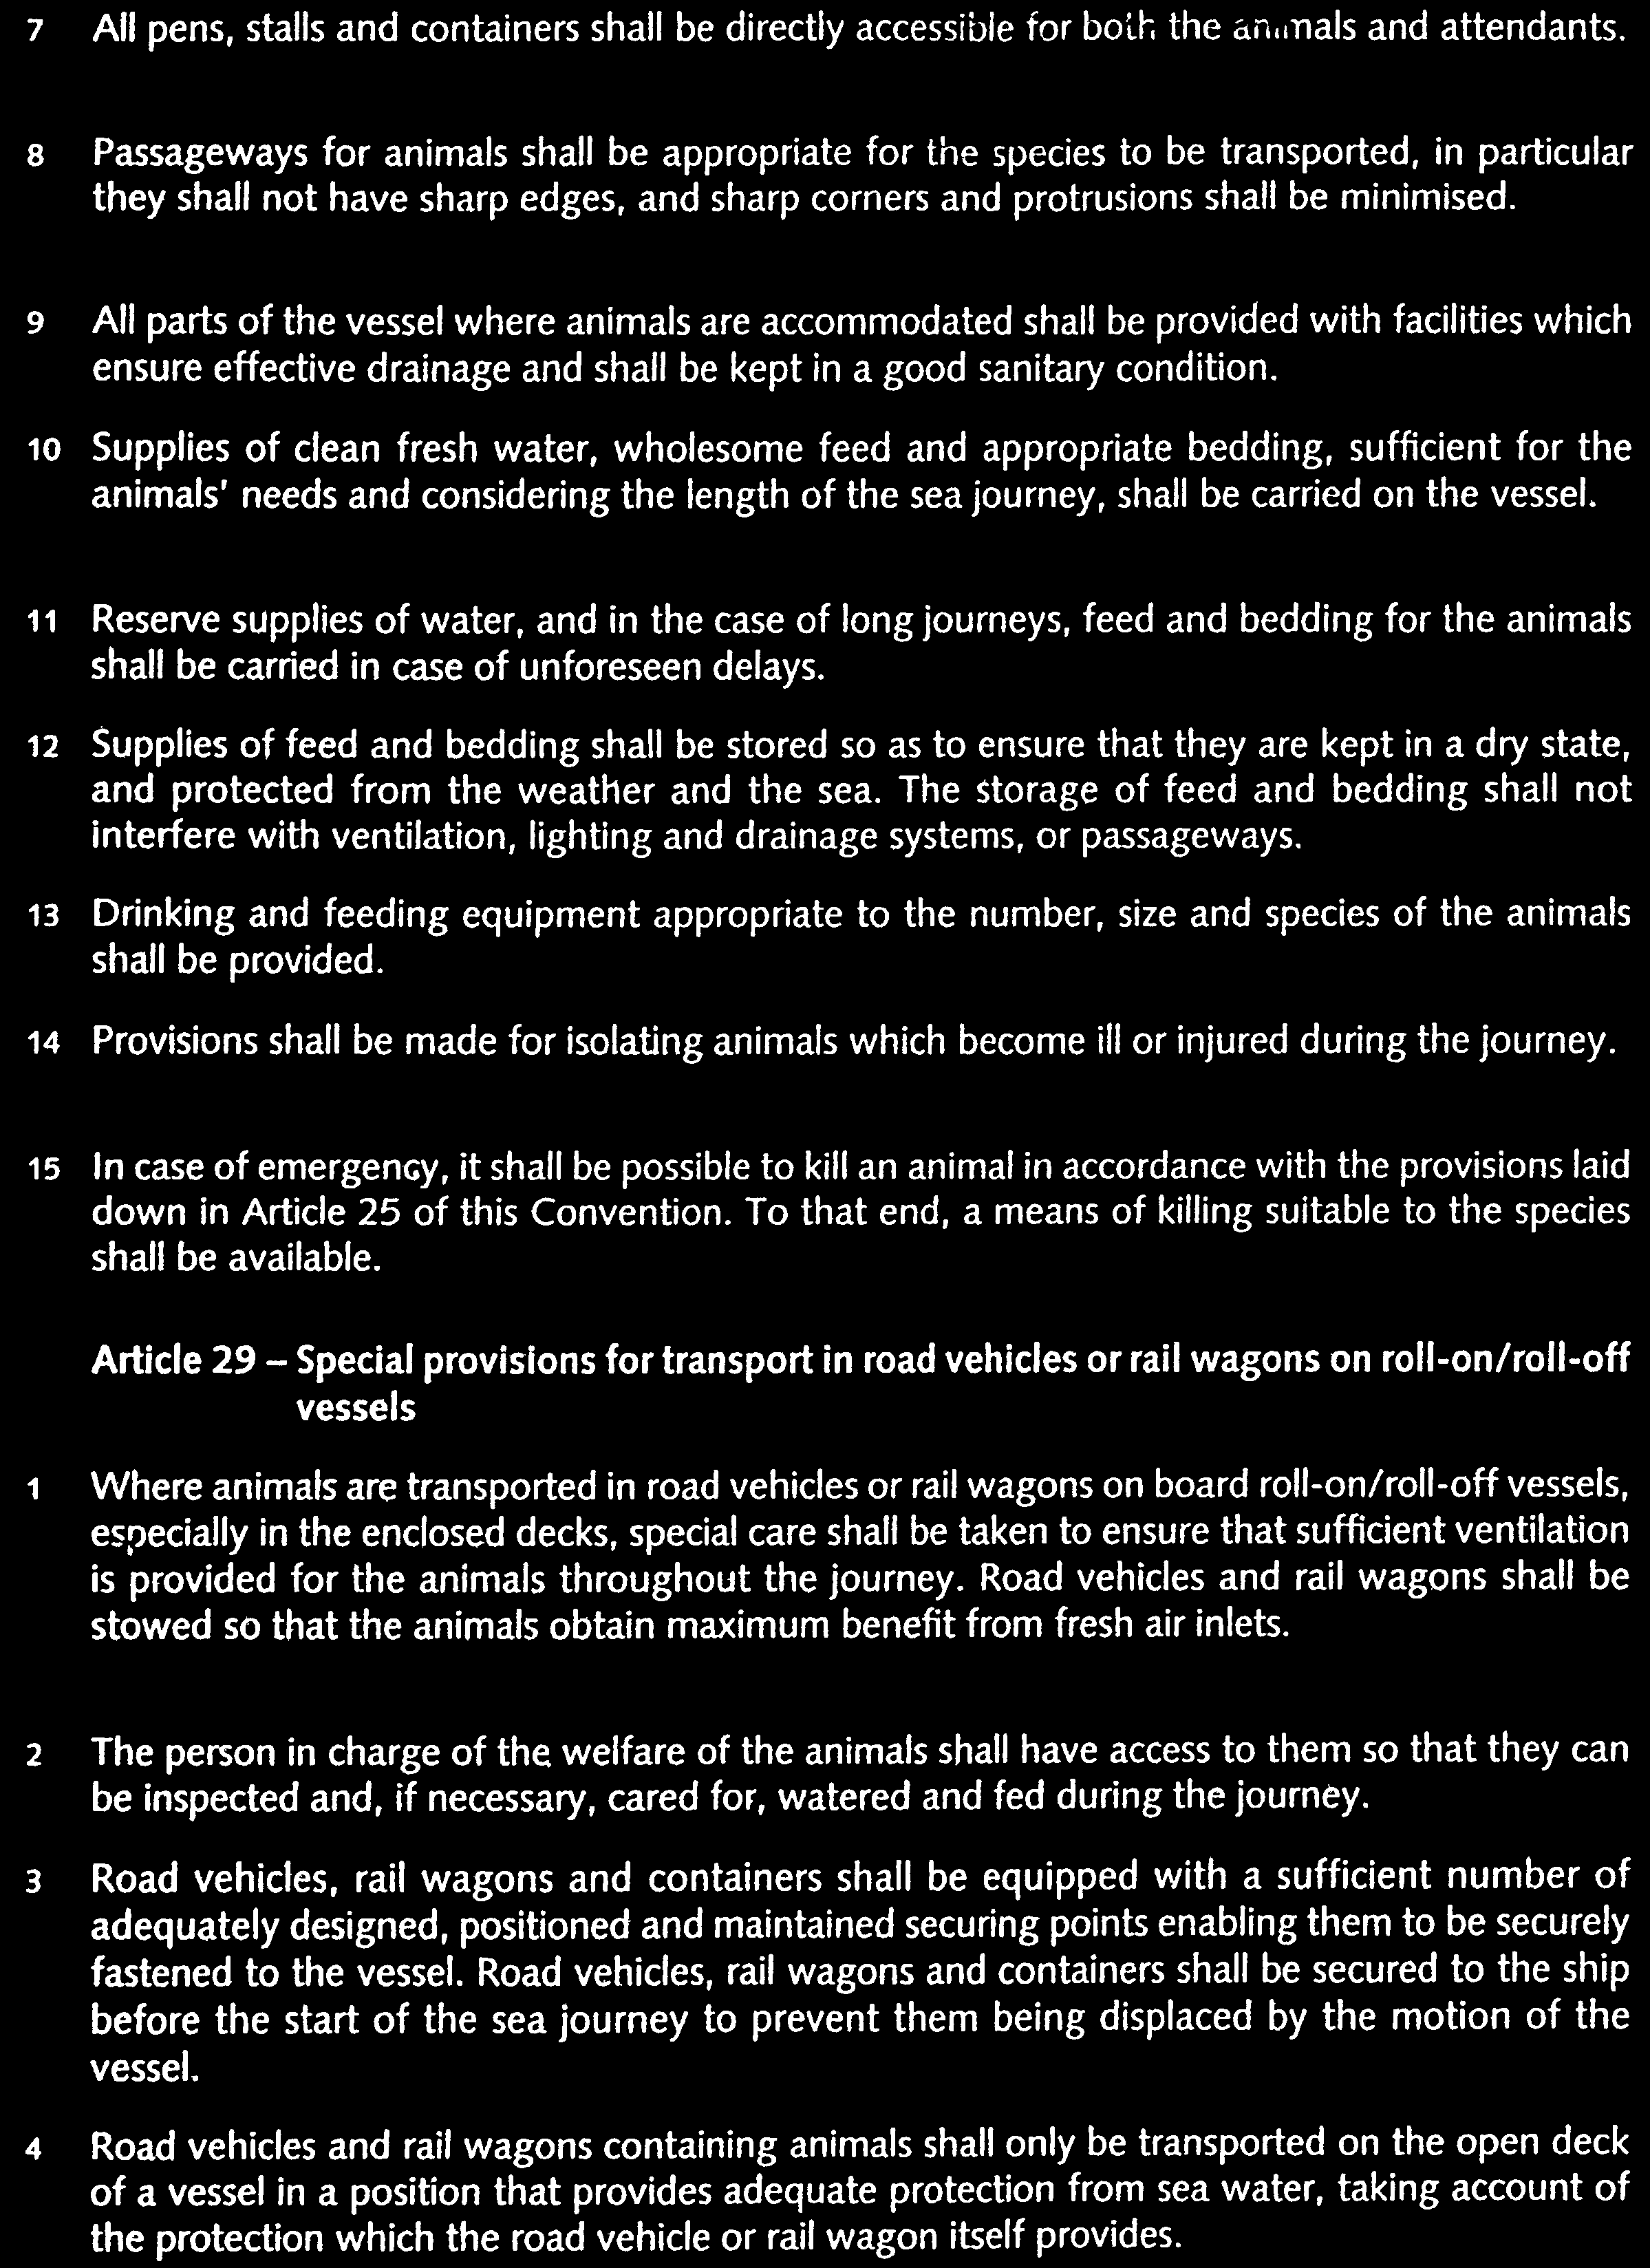 7 All pens, stalls and containers shall be directly accessible for both the animals and attendants.
8 Passageways for animals shall be appropriate for the species to be transported, in particular
they shall not have sharp edges, and sharp corners and protrusions shall be minimised.
9 All parts of the vessel where animals are accommodated shall be provided with facilities which
ensure effective drainage and shall be kept in a good sanitary condition.
10 Supplies of clean fresh water, wholesome feed and appropriate bedding, sufficient for the
animals' needs and considering the length of the sea journey, shall be carried on the vessel.
11 Reserve supplies of water, and in the case of long journeys, feed and bedding for the animals
shall be carried in case of unforeseen delays.
12 Supplies of feed and bedding shall be stored so as to ensure that they are kept in a dry state,
and protected from the weather and the sea. The storage of feed and bedding shall not
interfere with ventilation, lighting and drainage systems, or passageways.
13 Drinking and feeding equipment appropriate to the number, size and species of the animals
shall be provided.
14 Provisions shall be made for isolating animals which become ill or injured during the journey.
15 In case of emergency, it shall be possible to kill an animal in accordance with the provisions laid
down in Article 25 of this Convention. To that end, a means of killing suitable to the species
shall be available.
Article 29 – Special provisions for transport in road vehicles or rail wagons on roll-on/roll-off
vessels
1 Where animals are transported in road vehicles or rail wagons on board roll-on/roll-off vessels,
especially in the enclosed decks, special care shall be taken to ensure that sufficient ventilation
is provided for the animals throughout the journey. Road vehicles and rail wagons shall be
stowed so that the animals obtain maximum benefit from fresh air inlets.
2 The person in charge of the welfare of the animals shall have access to them so that they can
be inspected and, if necessary, cared for, watered and fed during the journey.
3 Road vehicles, rail wagons and containers shall be equipped with a sufficient number of
adequately designed, positioned and maintained securing points enabling them to be securely
fastened to the vessel. Road vehicles, rail wagons and containers shall be secured to the ship
before the start of the sea journey to prevent them being displaced by the motion of the
vessel.
4 Road vehicles and rail wagons containing animals shall only be transported on the open deck
of a vessel in a position that provides adequate protection from sea water, taking account of
the protection which the road vehicle or rail wagon itself provides.